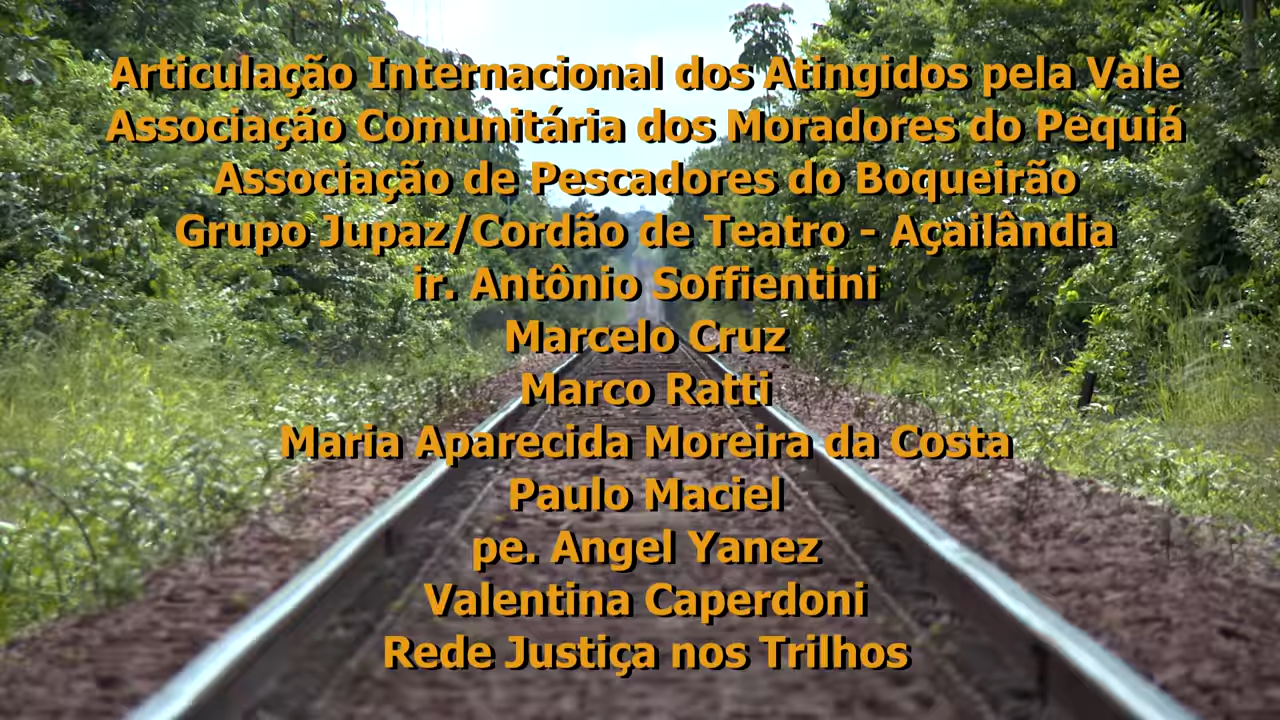 Articulação Internacional dos Atingidos pela Vale
Associação Comunitária dos Moradores do Pequiá
Associação de Pescadores do Boqueirão
Grupo Jupaz/Cordão de Teatro - Açailândia
ir. Antônio Soffientini
Marcelo Cruz
Marco Ratti
Maria Aparecida Moreira da Costa
Paulo Maciel
pe. Angel Yanez
Valentina Caperdoni
Rede Justiça nos Trilhos